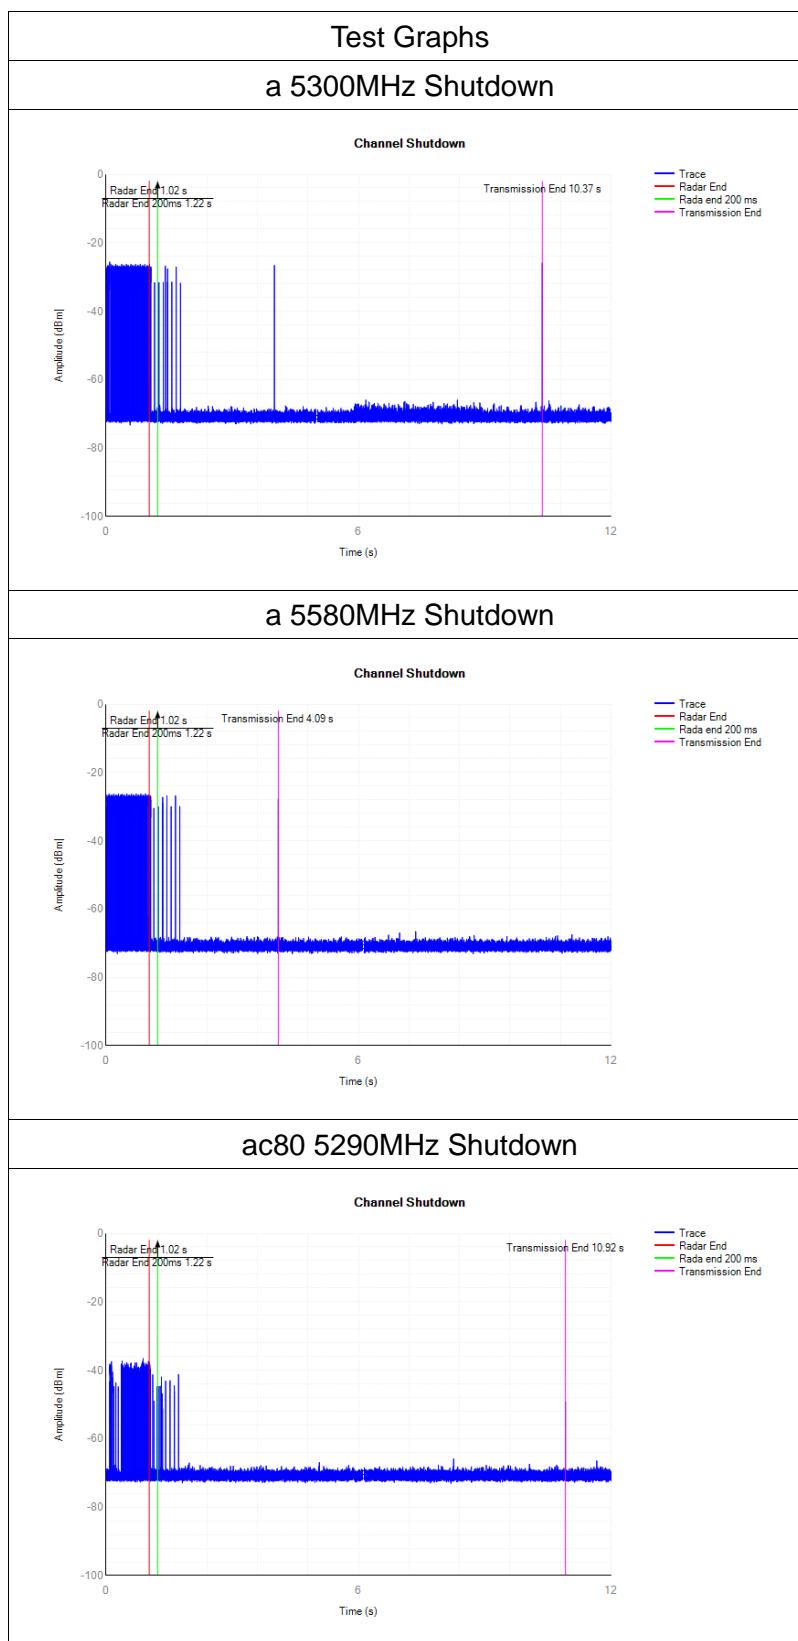 Test Graphs
a 5300MHz Shutdown
Channel Shutdown
Radar End 1.02 s
Radar End 200ms 1.22 s
Transmission End 10.37 s
Trace
Radar End
Rada end 200 ms
Transmission End
0
-20
-40
-60
-80
-100
Amplitude [dBm]
0
6
12
Time (s)
a 5580MHz Shutdown
Channel Shutdown
Radar End 1.02 s
Radar End 200ms 1.22 s
Transmission End 4.09 s
Trace
Radar End
Rada end 200 ms
Transmission End
0
-20
-40
-60
-80
-100
Amplitude [dBm]
0
6
12
Time (s)
ac80 5290MHz Shutdown
Channel Shutdown
Radar End 1.02 s
Radar End 200ms 1.22 s
Transmission End 10.92 s
Trace
Radar End
Rada end 200 ms
Transmission End
0
-20
-40
-60
-80
-100
Amplitude [dBm]
0
6
12
Time (s)